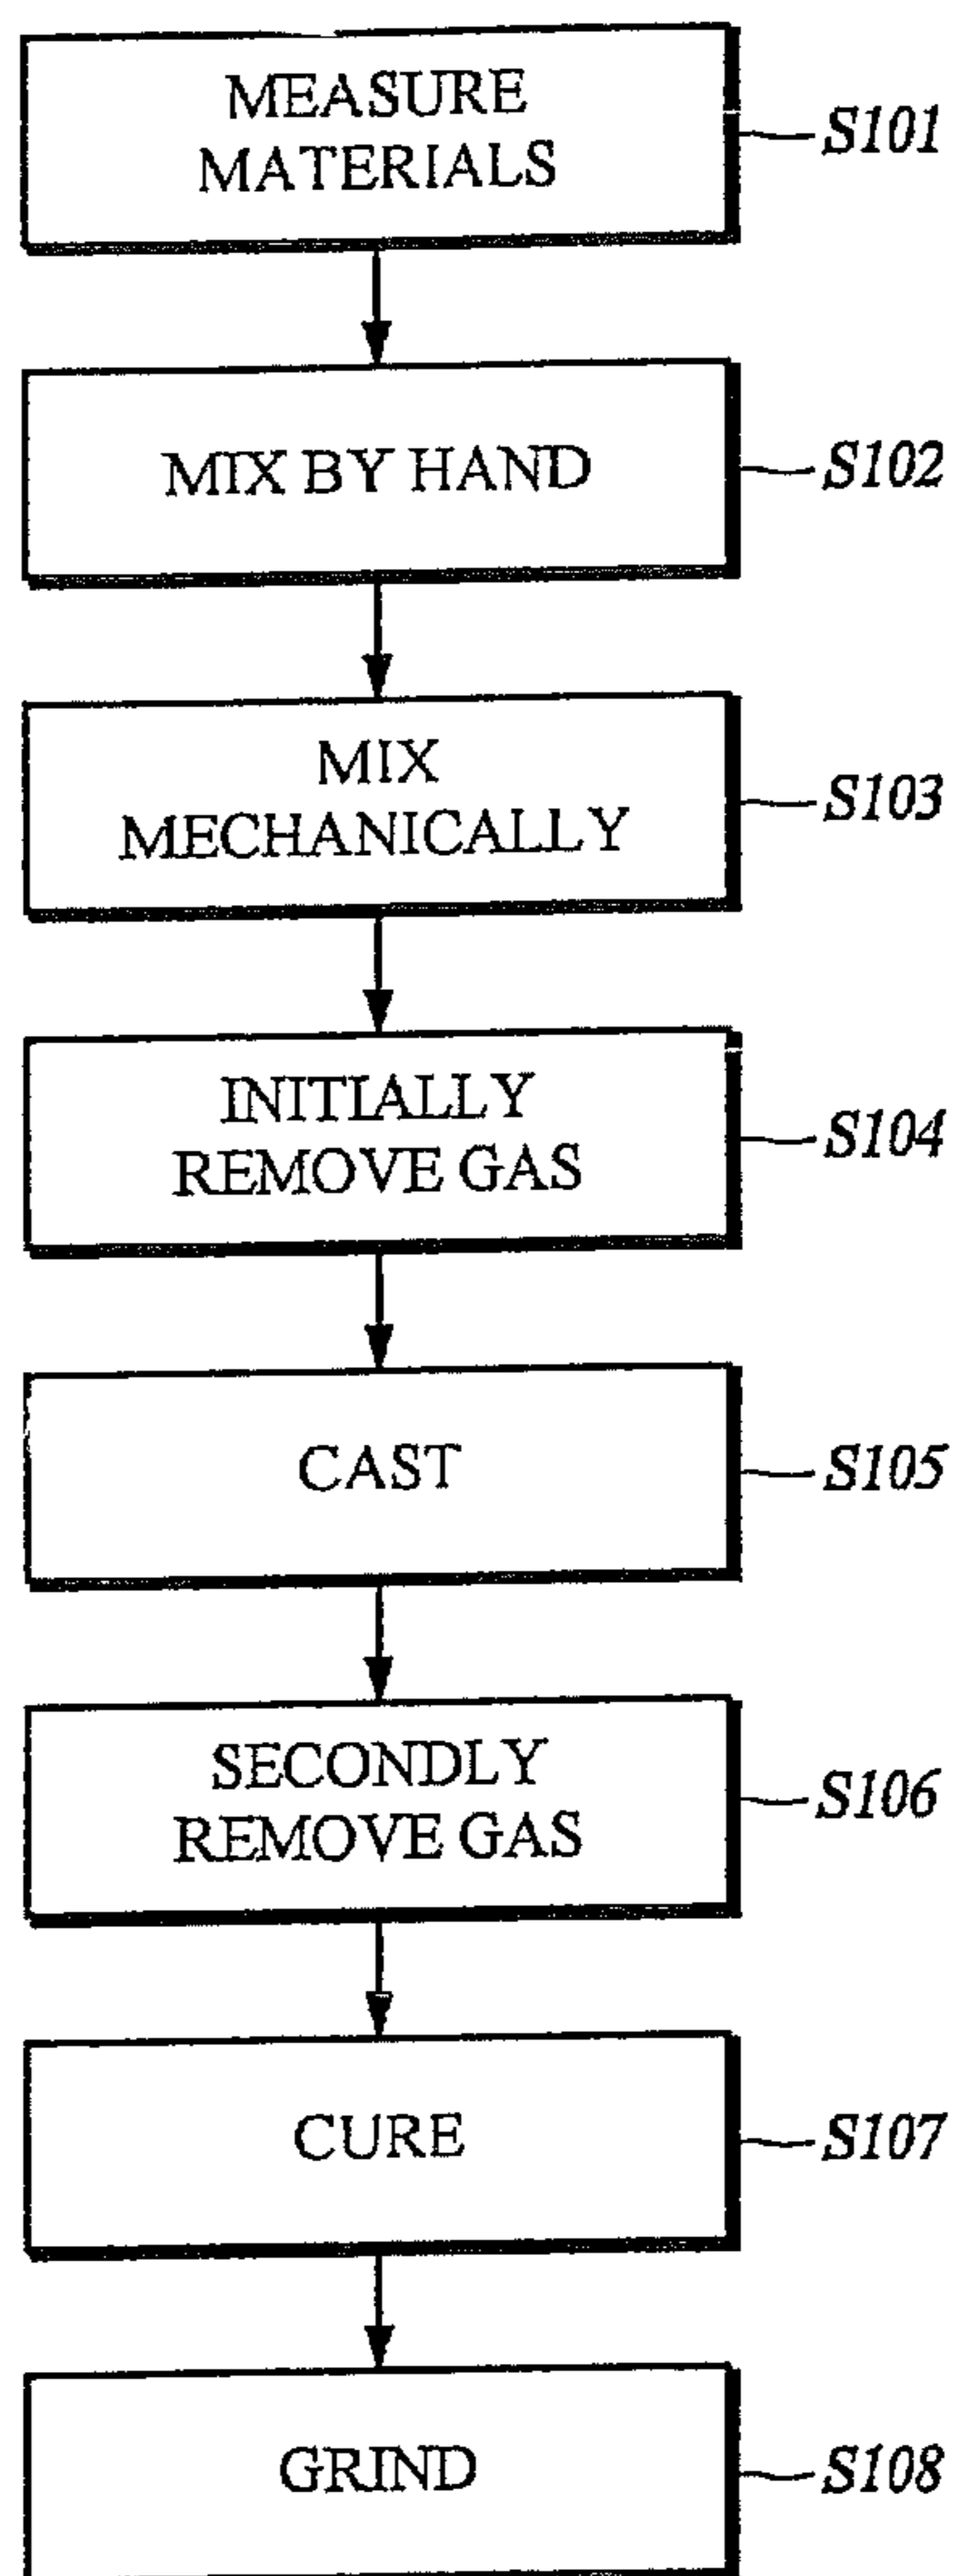 MEASURE
MATERIALS
S101
MIX BY HAND
S102
MIX
MECHANICALLY
S103
INITIALLY
REMOVE GAS
S104
CAST
S105
SECONDLY
REMOVE GAS
S106
CURE
S107
GRIND
S108